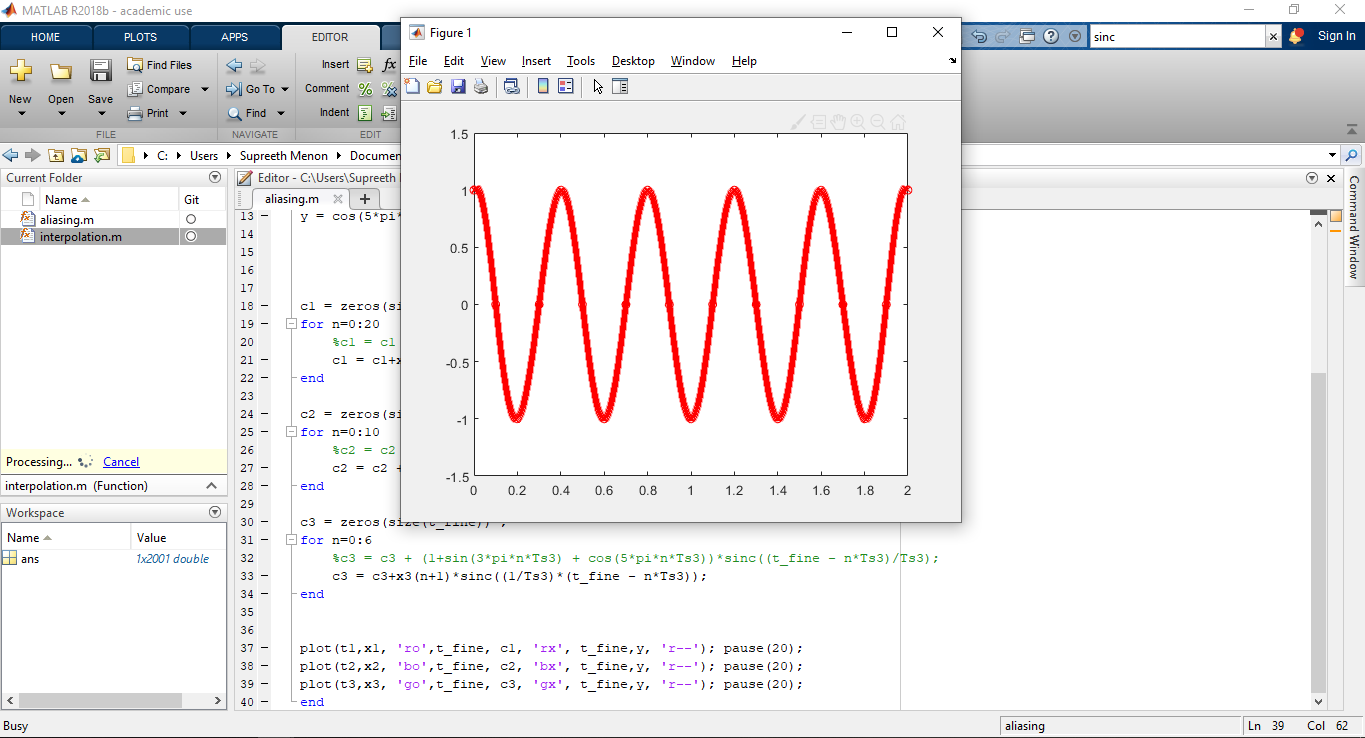 MATLAB R2018b - academic use
HOME PLOTS APPS EDITOR
sinc
Sign In
New Open Save
Find Files
Compare
Print
FILE
Go To
Find
NAVIGATE
Insert fx
Comment
Indent
EDIT
C: Users Supreeth Menon Documen
Current Folder
Name Git
aliasing.m
interpolation.m
Processing... Cancel
interpolation.m (Function)
Workspace
Name Value
ans 1x2001 double
Editor - C:\Users\Supreeth
aliasing.m
13 y = cos(5*pi*
14
15
16
17
18 c1 = zeros(si
19 for n=0:20
20 %c1 = c1
21 c1 = c1+x
22 end
23
24 c2 = zeros(si
25 for n=0:10
26 %c2 = c2
27 c2 = c2 +
28 end
29
30 c3 = zeros(size(t_fine))
31 for n=0:6
32 %c3 = c3 + (1+sin(3*pi*n*Ts3) + cos(5*pi*n*Ts3))*sinc((t_fine - n*Ts3)/Ts3);
33 c3 = c3+x3(n+1)*sinc((1/Ts3)*(t_fine - n*Ts3));
34 end
35
36
37 plot(t1,x1, 'ro',t_fine, c1, 'rx', t_fine,y, 'r--'); pause(20);
38 plot(t2,x2, 'bo',t_fine, c2, 'bx', t_fine,y, 'r--'); pause(20);
39 plot(t3,x3, 'go',t_fine, c3, 'gx', t_fine,y, 'r--'); pause(20);
40 end
Figure 1
File Edit View Insert Tools Desktop Window Help
1.5
1
0.5
0
-0.5
-1
-1.5
0 0.2 0.4 0.6 0.8 1 1.2 1.4 1.6 1.8 2
Command Window
Busy
aliasing
Ln 39 Col 62